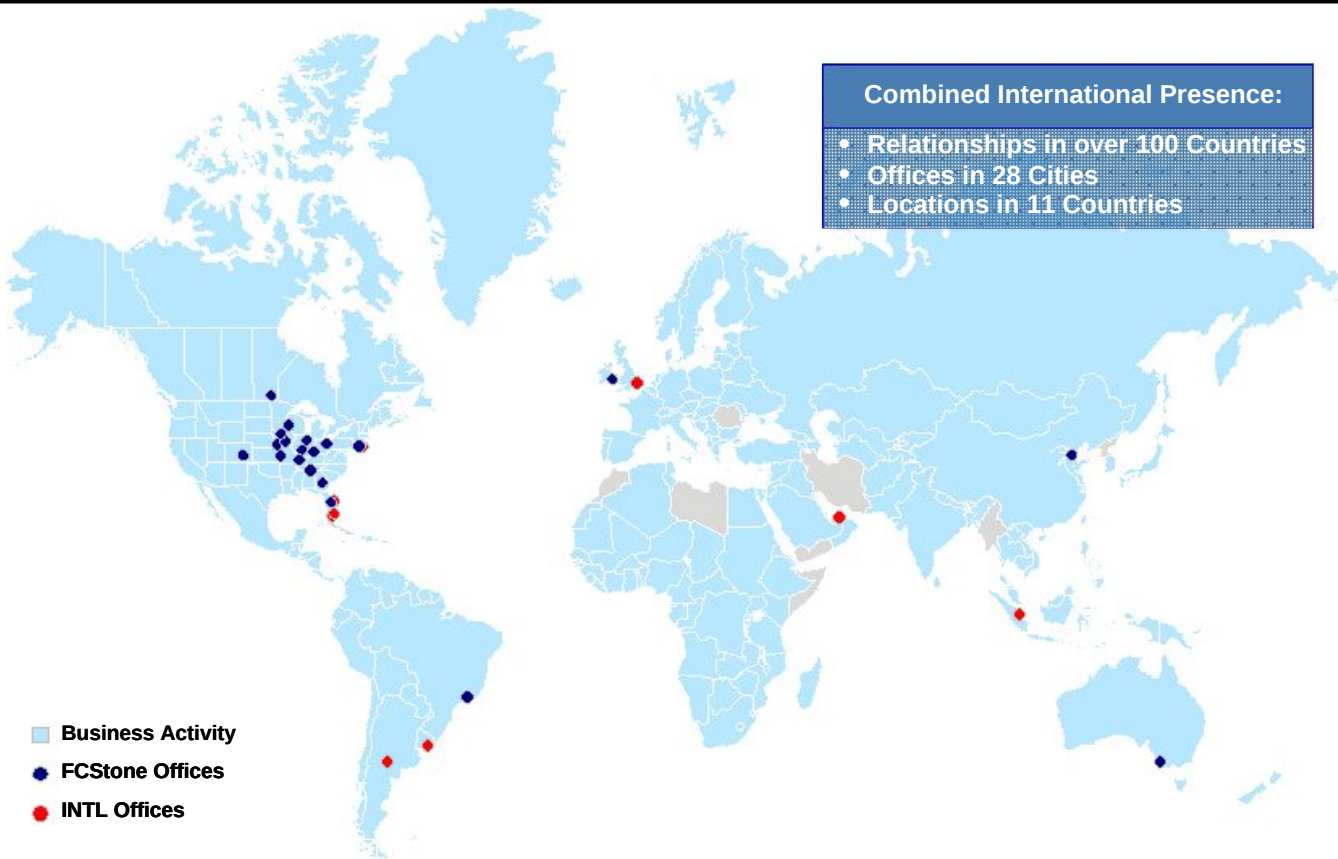 Combined International Presence:
• Relationships in over 100 Countries
• Offices in 28 Cities
• Locations in 11 Countries
Business Activity
FCStone Offices
INTL Offices